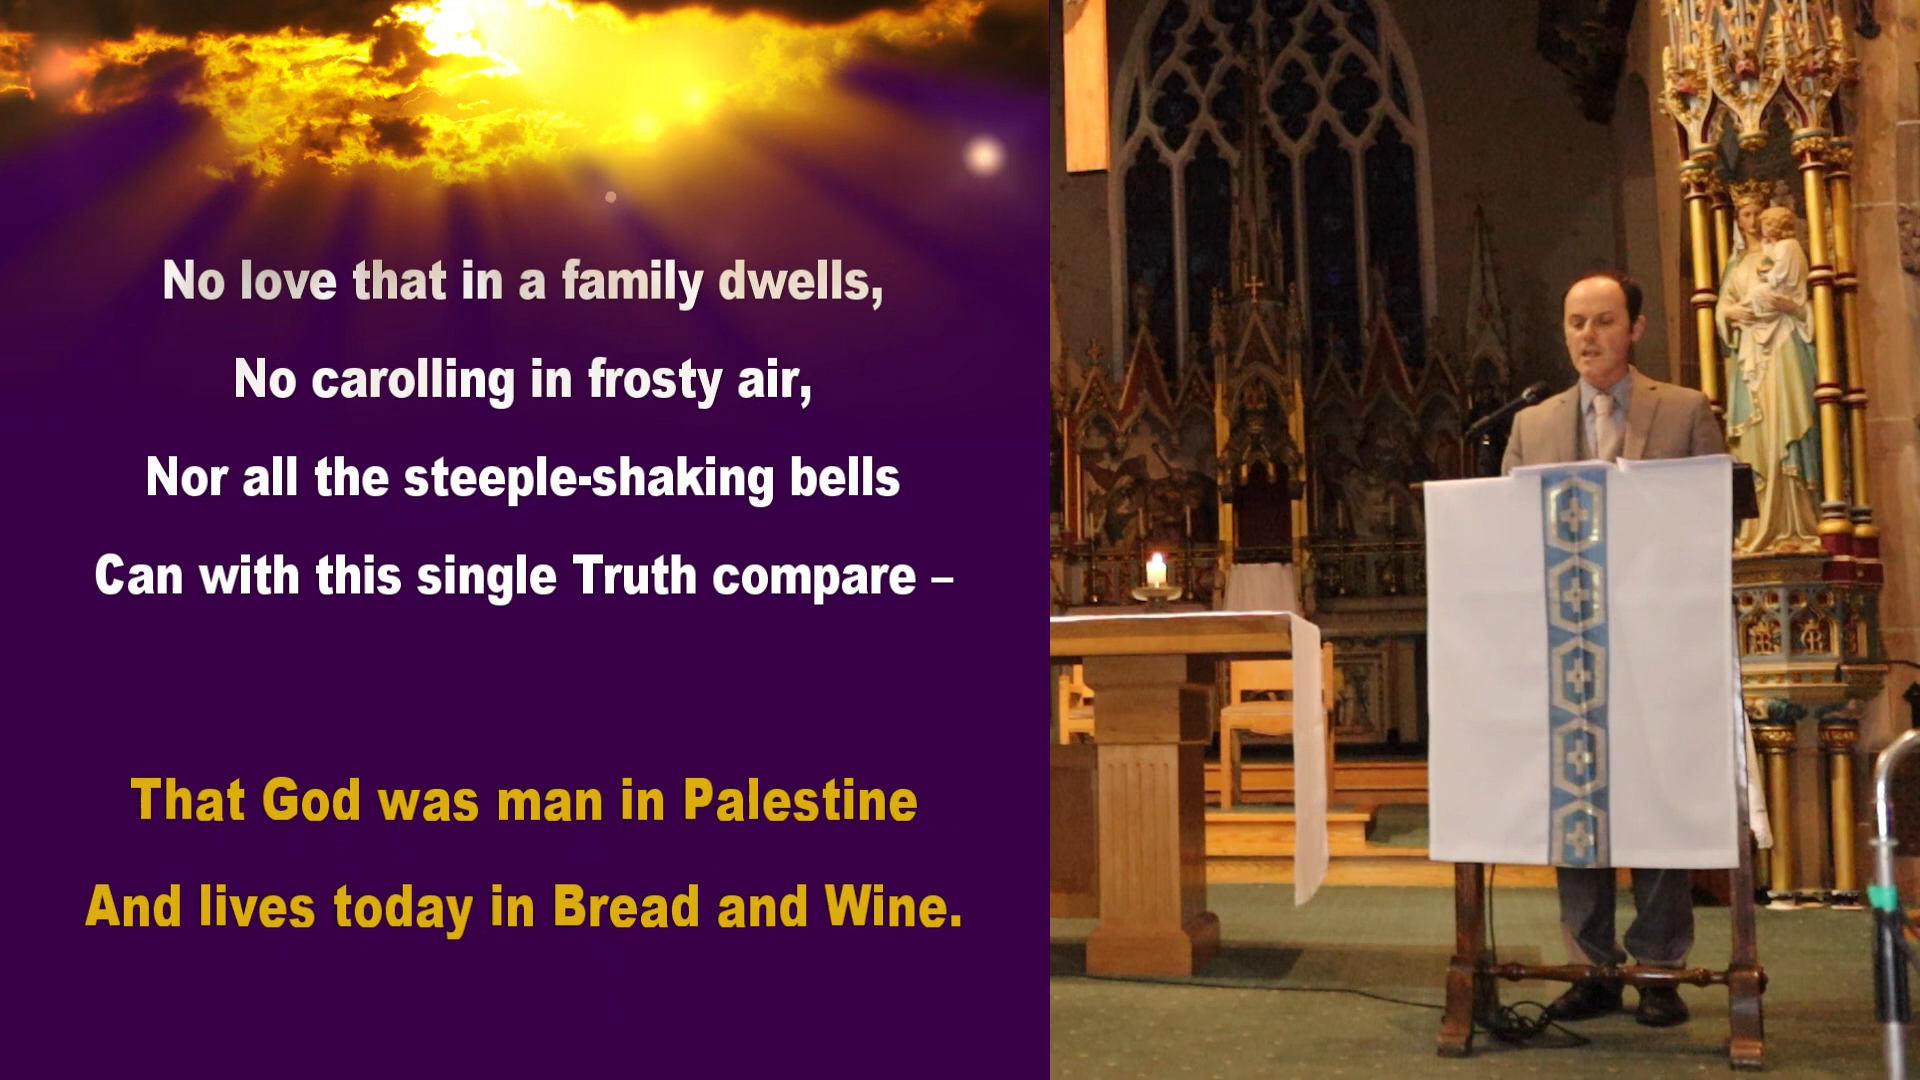 No love that in a family dwells,
No carolling in frosty air,
Nor all the steeple-shaking bells
Can with this single Truth compare –
That God was man in Palestine
And lives today in Bread and Wine.